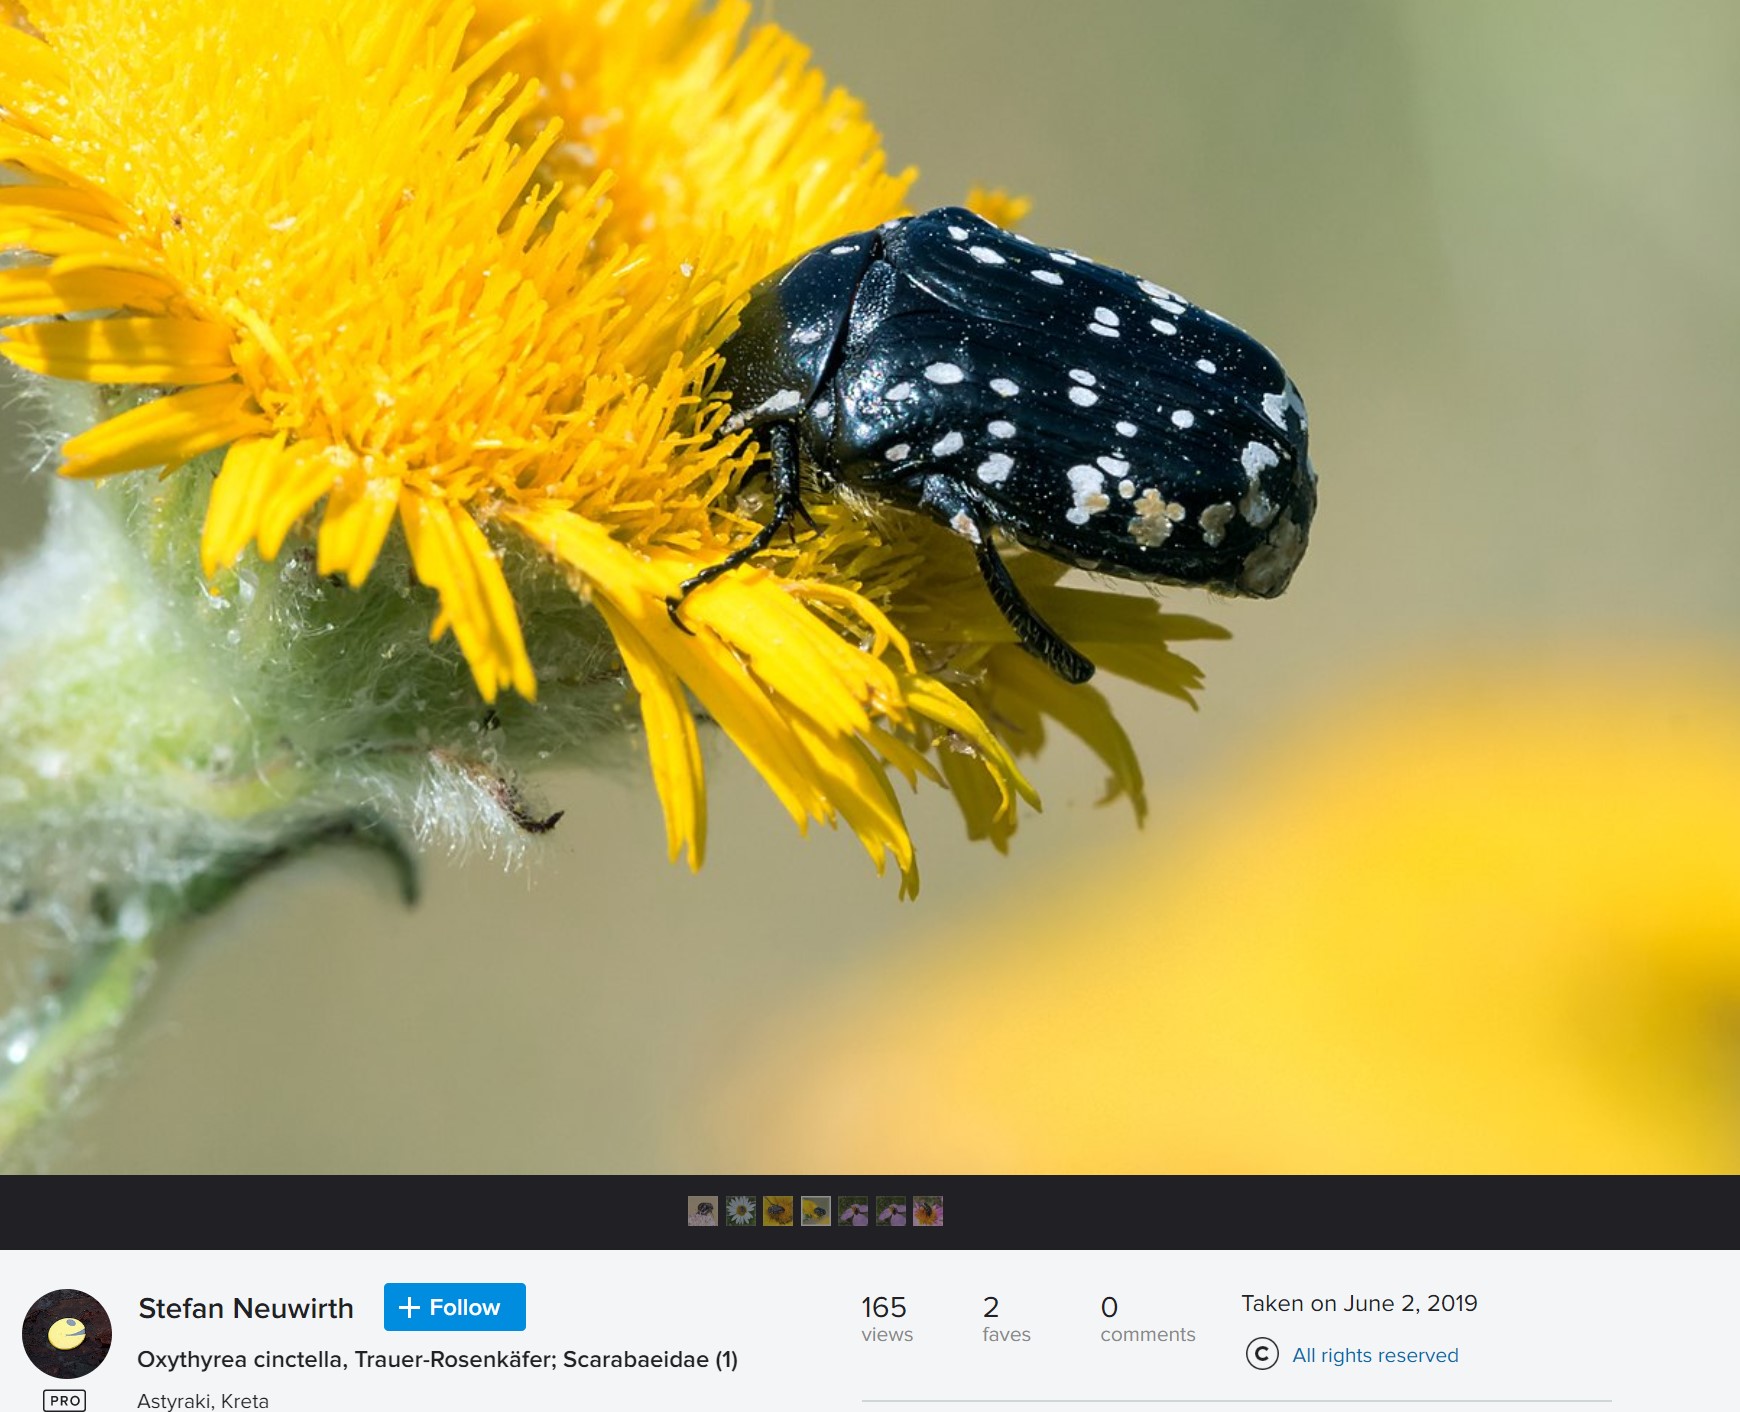 Stefan Neuwirth
+ Follow
Oxythyrea cinctella, Trauer-Rosenkäfer; Scarabaeidae (1)
PRO
Astyraki, Kreta
165
views
2
faves
0
comments
Taken on June 2, 2019
© All rights reserved